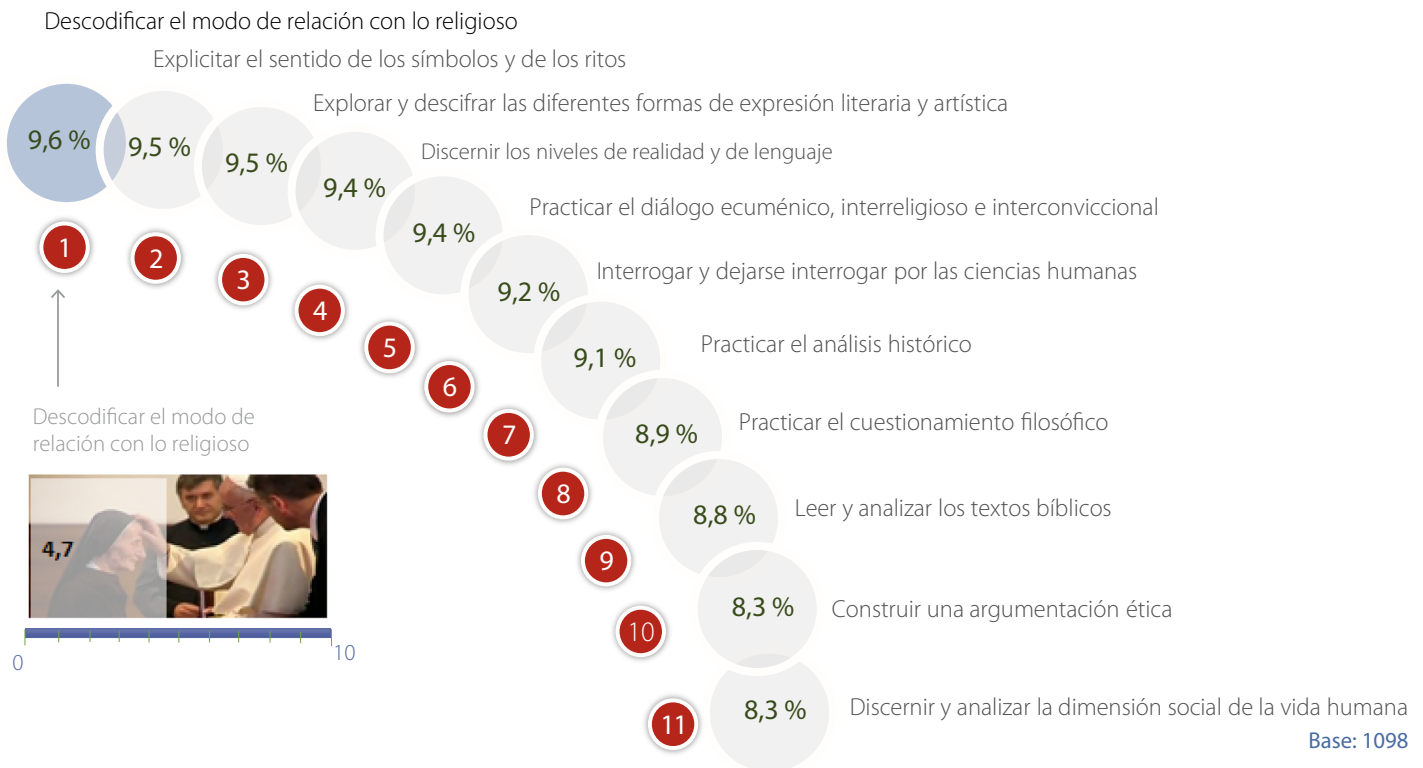 Descodificar el modo de relación con lo religioso
Explicitar el sentido de los símbolos y de los ritos
Explorar y descifrar las diferentes formas de expresión literaria y artística
Discernir los niveles de realidad y de lenguaje
Practicar el diálogo ecuménico, interreligioso e interconviccional
Interrogar y dejarse interrogar por las ciencias humanas
Practicar el análisis histórico
Practicar el cuestionamiento filosófico
Leer y analizar los textos bíblicos
Construir una argumentación ética
Discernir y analizar la dimensión social de la vida humana
Base: 1098
9,6 %
9,5 %
9,5 %
9,4 %
9,4 %
9,2 %
9,1 %
8,9 %
8,8 %
8,3 %
8,3 %
1
2
3
4
5
6
7
8
9
10
11
Descodificar el modo de
relación con lo religioso
4,7
0
10